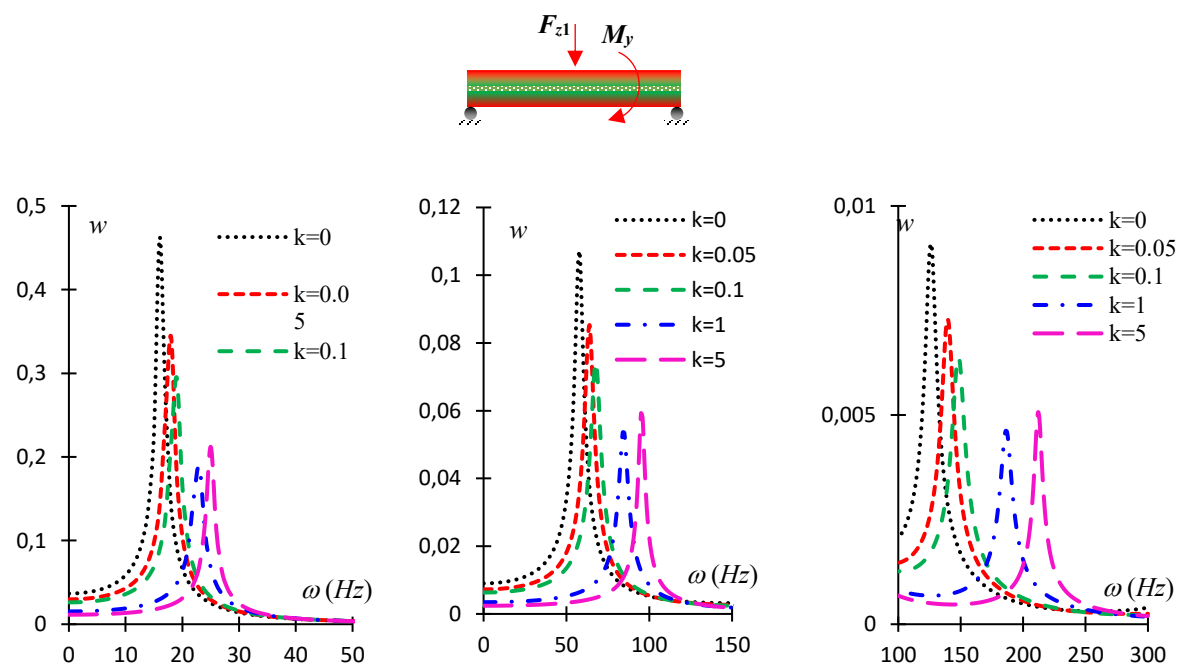 F_z1
M_y
0,5
0,4
0,3
0,2
0,1
0
w
k=0
k=0.0
5
k=0.1
ω (Hz)
0 10 20 30 40 50
0,12
0,1
0,08
0,06
0,04
0,02
0
w
k=0
k=0.05
k=0.1
k=1
k=5
ω (Hz)
0 50 100 150
0,01
0,005
0
w
k=0
k=0.05
k=0.1
k=1
k=5
ω (Hz)
100 150 200 250 300